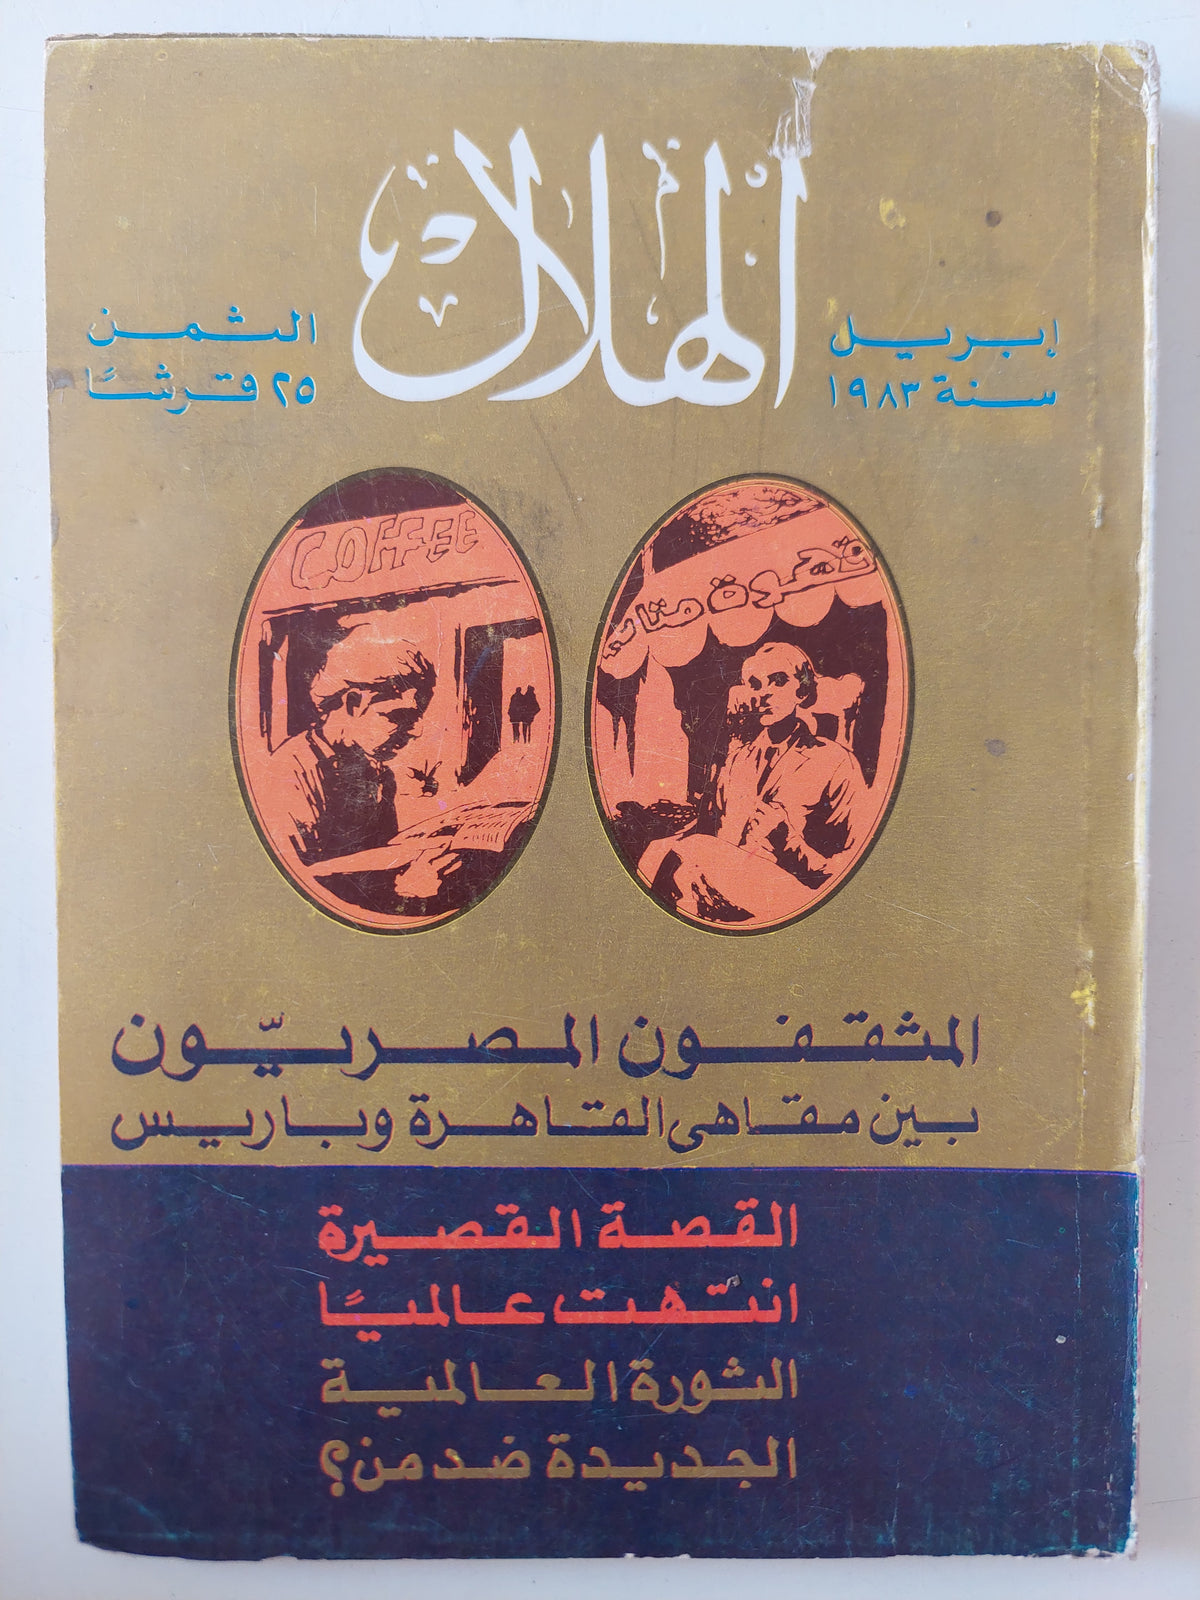 الهلال
إبريل
سنة ١٩٨٣
الثمن
٢٥ قرشًا
COFFEE
قهوة متا
المثقفون المصريّون
بين مقاهى القاهرة وباريس
القصة القصيرة
انتهت عالميًا
الثورة العالمية
الجديدة ضد من؟